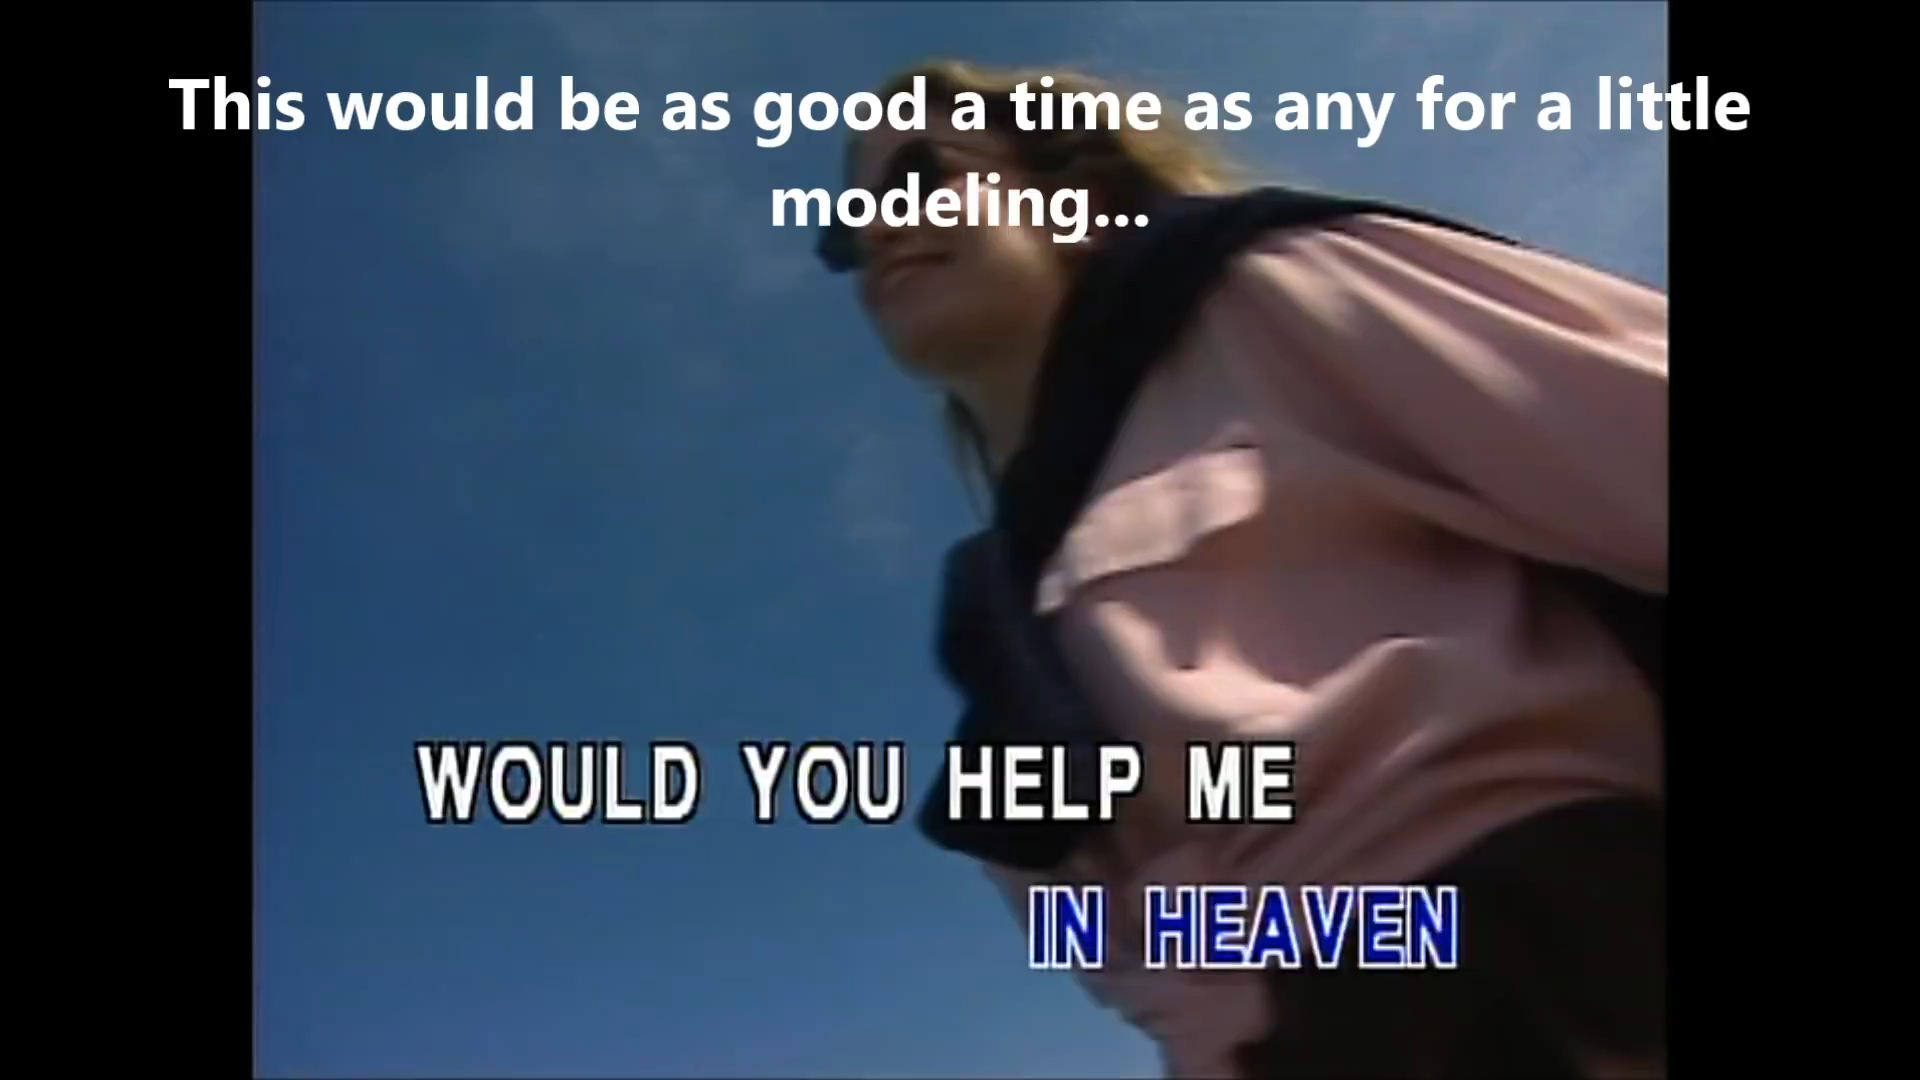 This would be as good a time as any for a little
modeling...
WOULD YOU HELP ME
IN HEAVEN